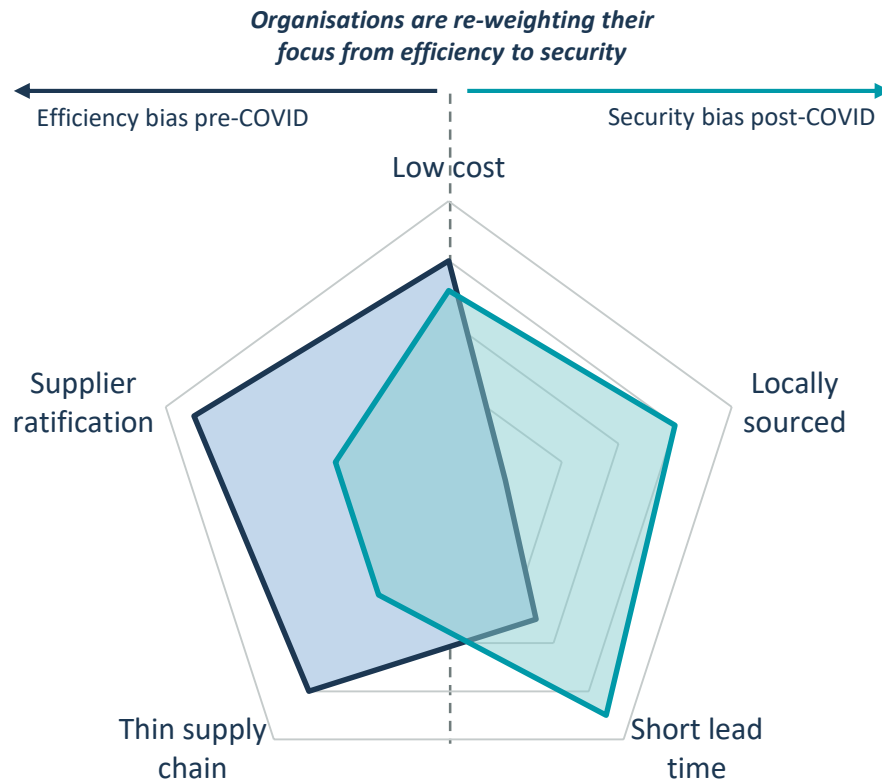 Organisations are re-weighting their
focus from efficiency to security
Efficiency bias pre-COVID
Security bias post-COVID
Low cost
Supplier
ratification
Locally
sourced
Thin supply
chain
Short lead
time